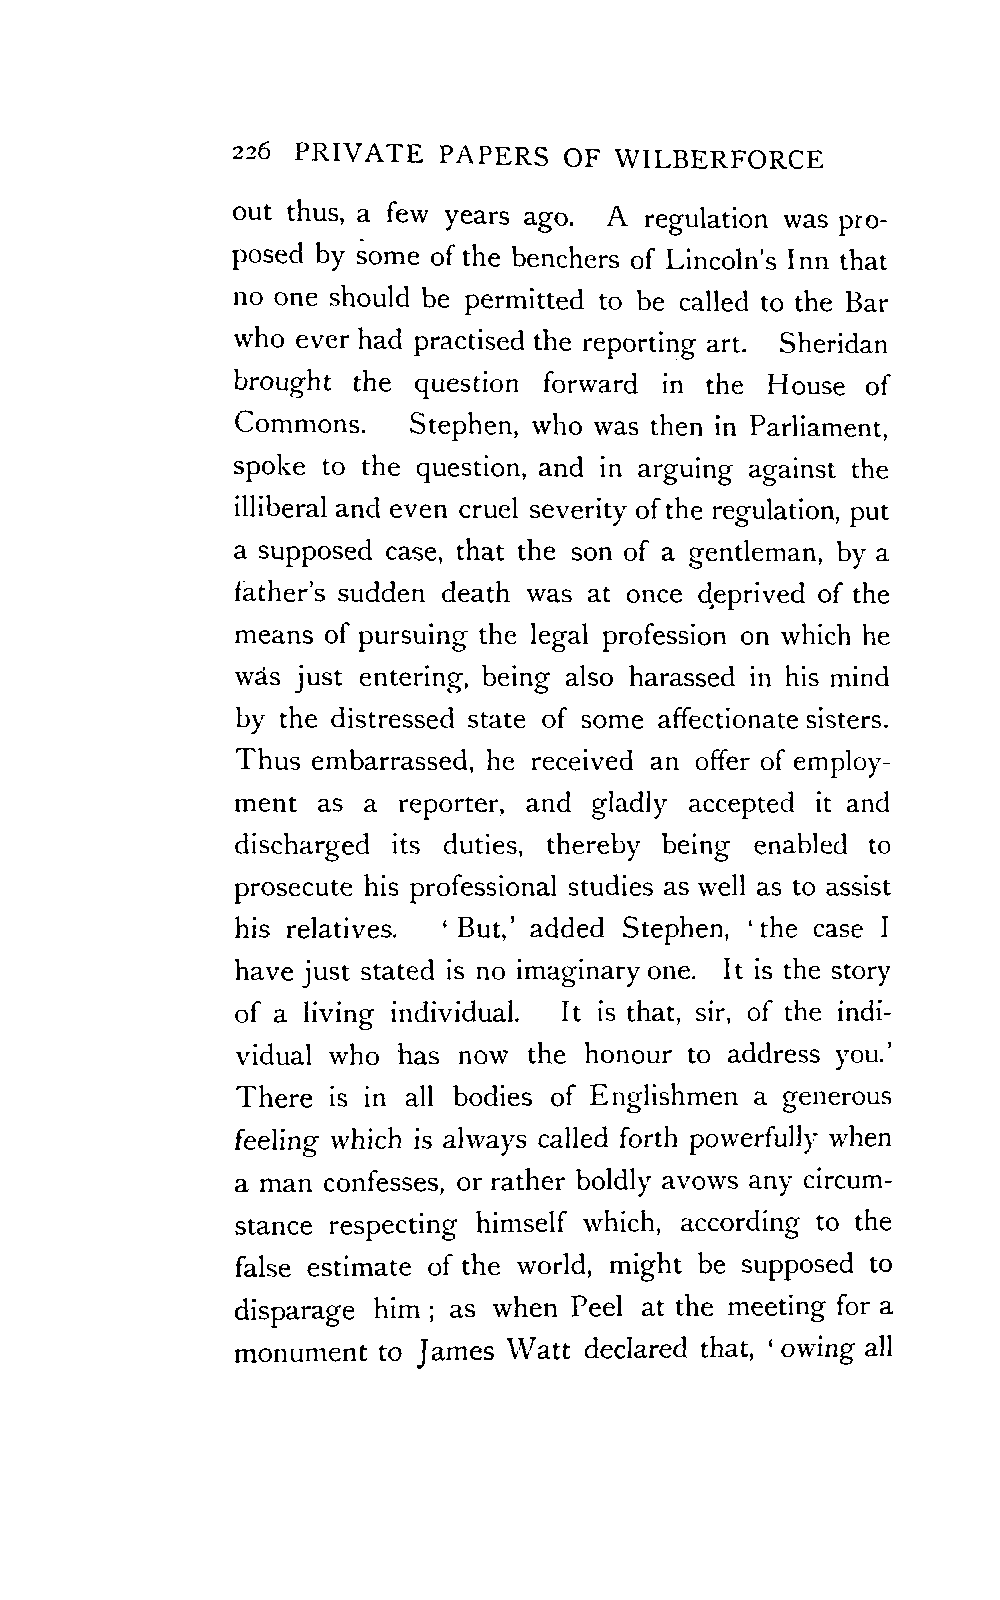 226 PRIVATE PAPERS OF WILBERFORCE
out thus, a few years ago. A regulation was pro-
posed by some of the benchers of Lincoln's Inn that
no one should be permitted to be called to the Bar
who ever had practised the reporting art. Sheridan
brought the question forward in the House of
Commons. Stephen, who was then in Parliament,
spoke to the question, and in arguing against the
illiberal and even cruel severity of the regulation, put
a supposed case, that the son of a gentleman, by a
father's sudden death was at once deprived of the
means of pursuing the legal profession on which he
was just entering, being also harassed in his mind
by the distressed state of some affectionate sisters.
Thus embarrassed, he received an offer of employ-
ment as a reporter, and gladly accepted it and
discharged its duties, thereby being enabled to
prosecute his professional studies as well as to assist
his relatives. ‘ But,’ added Stephen, ‘ the case I
have just stated is no imaginary one. It is the story
of a living individual. It is that, sir, of the indi-
vidual who has now the honour to address you.’
There is in all bodies of Englishmen a generous
feeling which is always called forth powerfully when
a man confesses, or rather boldly avows any circum-
stance respecting himself which, according to the
false estimate of the world, might be supposed to
disparage him ; as when Peel at the meeting for a
monument to James Watt declared that, ‘ owing all